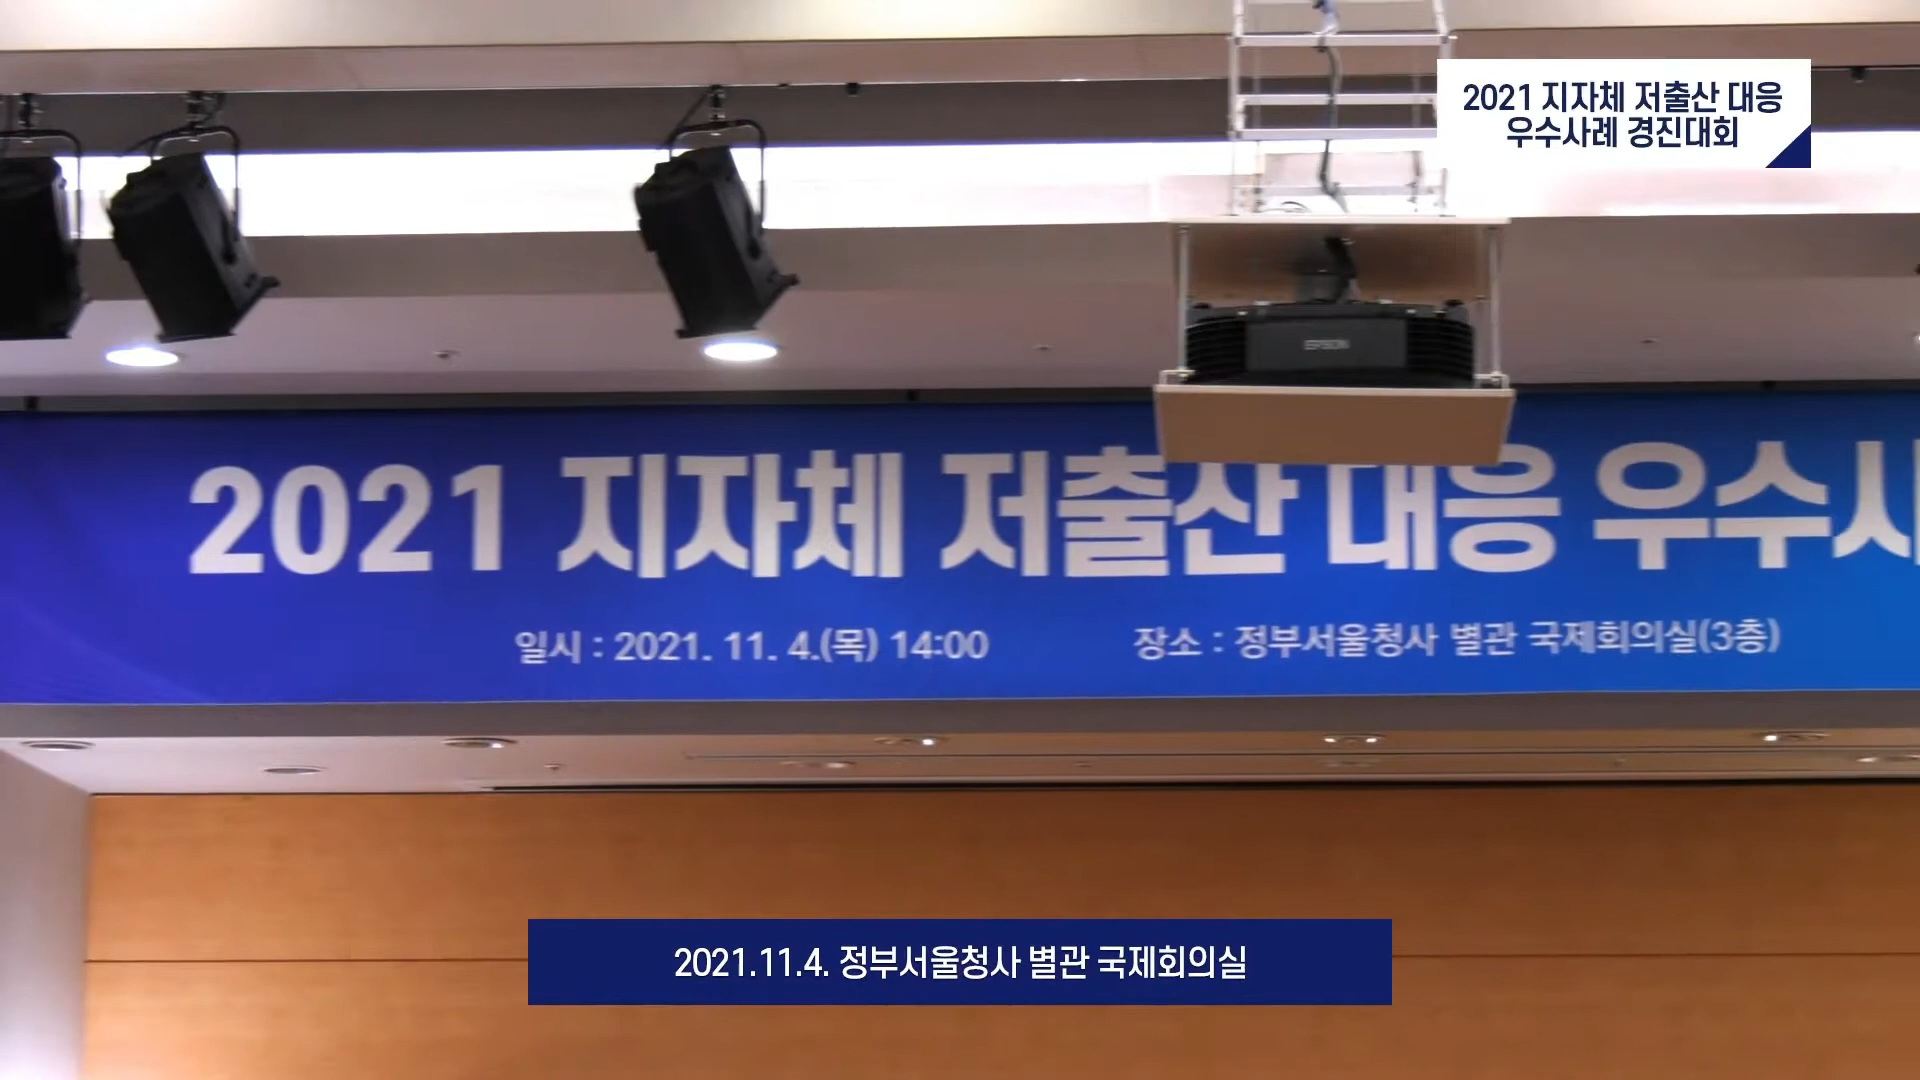 2021 지자체 저출산 대응
우수사례 경진대회
EPSON
2021 지자체 저출산 대응 우수사
일시 : 2021. 11. 4.(목) 14:00
장소 : 정부서울청사 별관 국제회의실(3층)
2021.11.4. 정부서울청사 별관 국제회의실